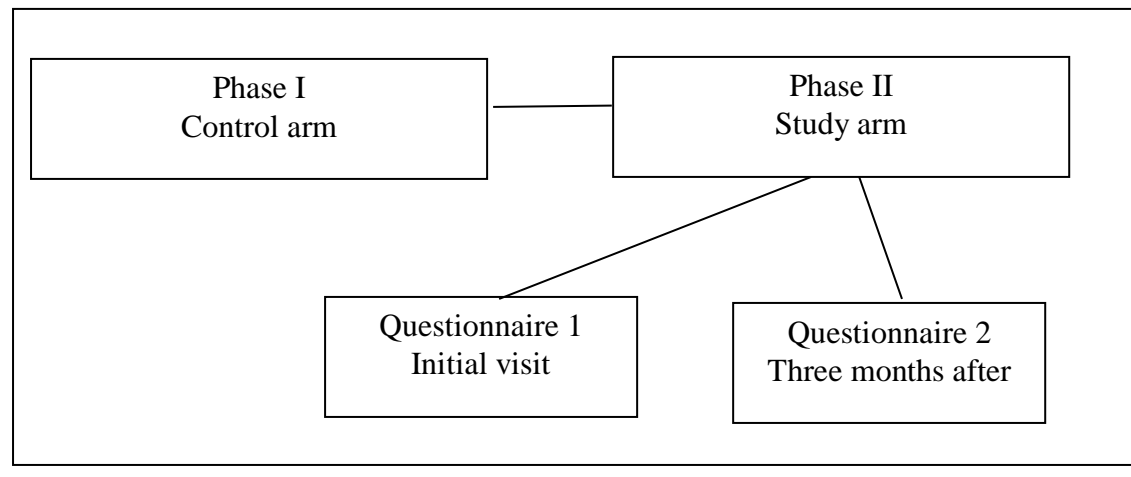 Phase I
Control arm
Phase II
Study arm
Questionnaire 1
Initial visit
Questionnaire 2
Three months after